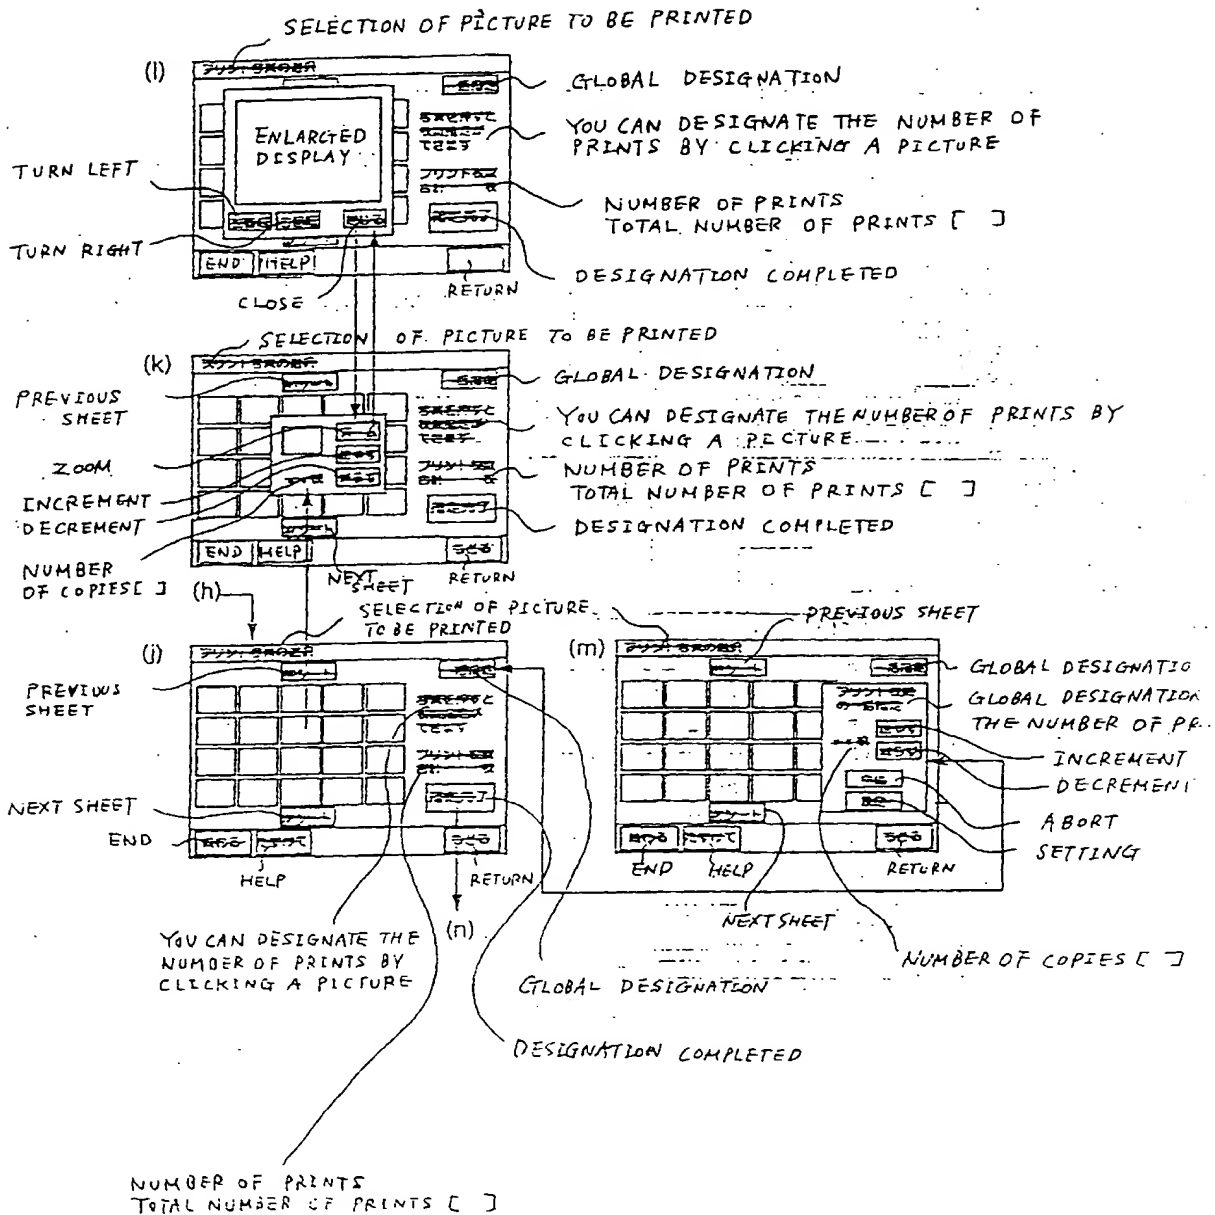 SELECTION OF PICTURE TO BE PRINTED
(l)
GLOBAL DESIGNATION
ENLARGED
DISPLAY
YOU CAN DESIGNATE THE NUMBER OF
PRINTS BY CLICKING A PICTURE
TURN LEFT
NUMBER OF PRINTS
TOTAL NUMBER OF PRINTS [ ]
TURN RIGHT
END HELP
DESIGNATION COMPLETED
RETURN
CLOSE
SELECTION OF PICTURE TO BE PRINTED
(k)
GLOBAL DESIGNATION
PREVIOUS
SHEET
YOU CAN DESIGNATE THE NUMBER OF PRINTS BY
CLICKING A PICTURE
ZOOM
NUMBER OF PRINTS
TOTAL NUMBER OF PRINTS [ ]
INCREMENT
DECREMENT
DESIGNATION COMPLETED
END HELP
もどる
NUMBER
OF COPIES [ ]
NEXT
SHEET
RETURN
(h)
SELECTION OF PICTURE
TO BE PRINTED
PREVIOUS SHEET
(j)
(m)
PREVIOUS
SHEET
GLOBAL DESIGNATIO
GLOBAL DESIGNATION
THE NUMBER OF PR..
INCREMENT
DECREMENT
NEXT SHEET
ABORT
END
SETTING
HELP
RETURN
END
HELP
RETURN
(n)
NEXT SHEET
YOU CAN DESIGNATE THE
NUMBER OF PRINTS BY
CLICKING A PICTURE
NUMBER OF COPIES [ ]
GLOBAL DESIGNATION
DESIGNATION COMPLETED
NUMBER OF PRINTS
TOTAL NUMBER OF PRINTS [ ]